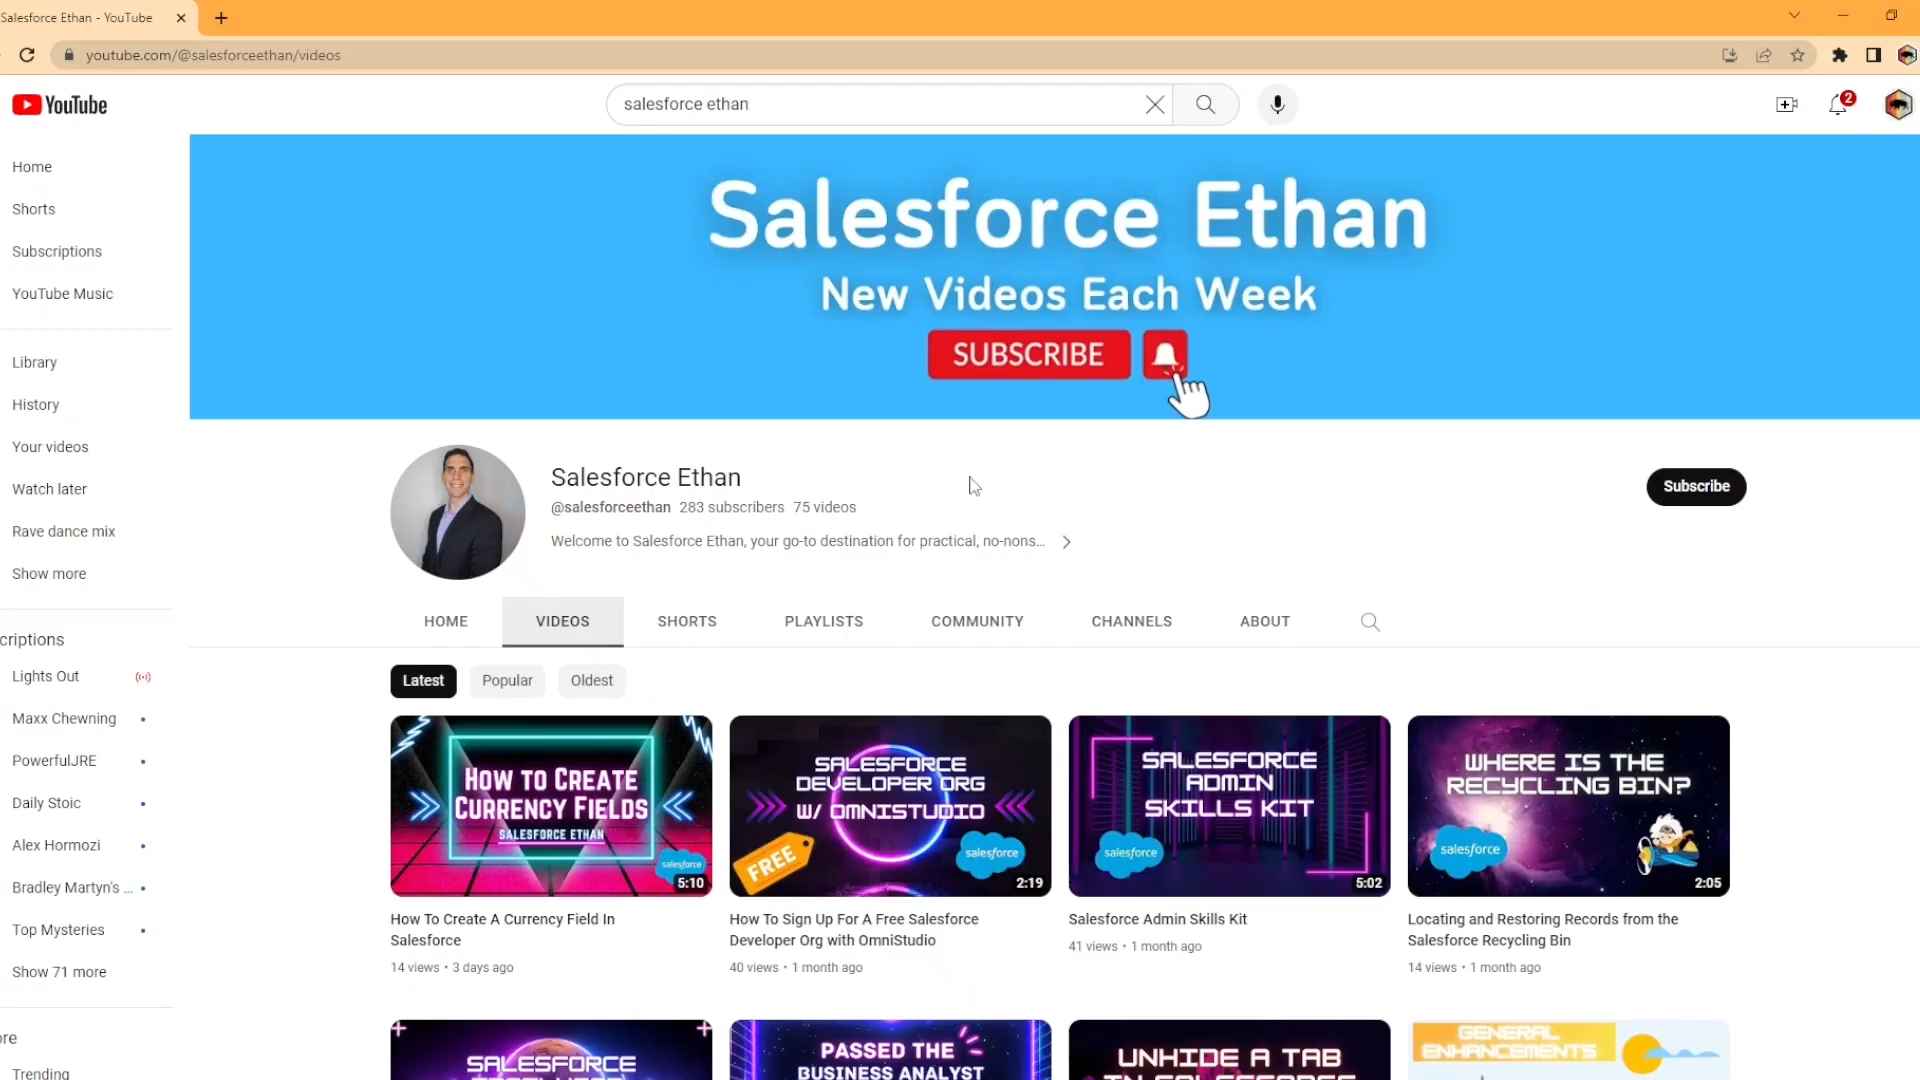 Salesforce Ethan - YouTube
youtube.com/@salesforceethan/videos
YouTube
salesforce ethan
2
Home
Shorts
Subscriptions
YouTube Music
Library
History
Your videos
Watch later
Rave dance mix
Show more
criptions
Lights Out
Maxx Chewning
PowerfulJRE
Daily Stoic
Alex Hormozi
Bradley Martyn's ...
Top Mysteries
Show 71 more
ore
Trending
Salesforce Ethan
New Videos Each Week
SUBSCRIBE
Salesforce Ethan
@salesforceethan 283 subscribers 75 videos
Welcome to Salesforce Ethan, your go-to destination for practical, no-nons...
Subscribe
HOME VIDEOS SHORTS PLAYLISTS COMMUNITY CHANNELS ABOUT
Latest Popular Oldest
How to Create
Currency Fields
SALESFORCE ETHAN
salesforce
5:10
How To Create A Currency Field In
Salesforce
14 views • 3 days ago
SALESFORCE
DEVELOPER ORG
W/ OMNISTUDIO
FREE
salesforce
2:19
How To Sign Up For A Free Salesforce
Developer Org with OmniStudio
40 views • 1 month ago
SALESFORCE
ADMIN
SKILLS KIT
salesforce
5:02
Salesforce Admin Skills Kit
41 views • 1 month ago
WHERE IS THE
RECYCLING BIN?
salesforce
2:05
Locating and Restoring Records from the
Salesforce Recycling Bin
14 views • 1 month ago
SALESFORCE
PASSED THE
BUSINESS ANALYST
UNHIDE A TAB
IN SALESFORCE
GENERAL
ENHANCEMENTS